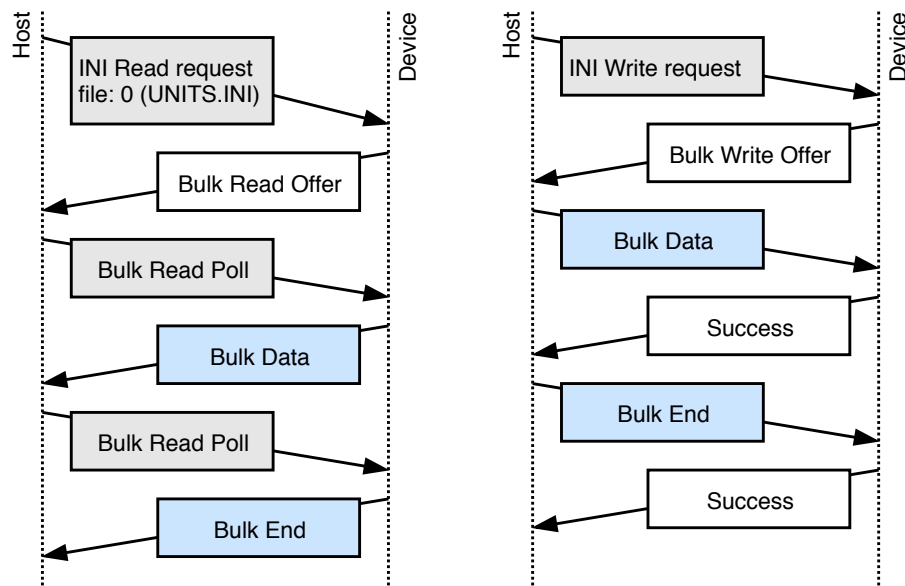 Host
Device
INI Read request
file: 0 (UNITS.INI)
Bulk Read Offer
Bulk Read Poll
Bulk Data
Bulk Read Poll
Bulk End
Host
Device
INI Write request
Bulk Write Offer
Bulk Data
Success
Bulk End
Success